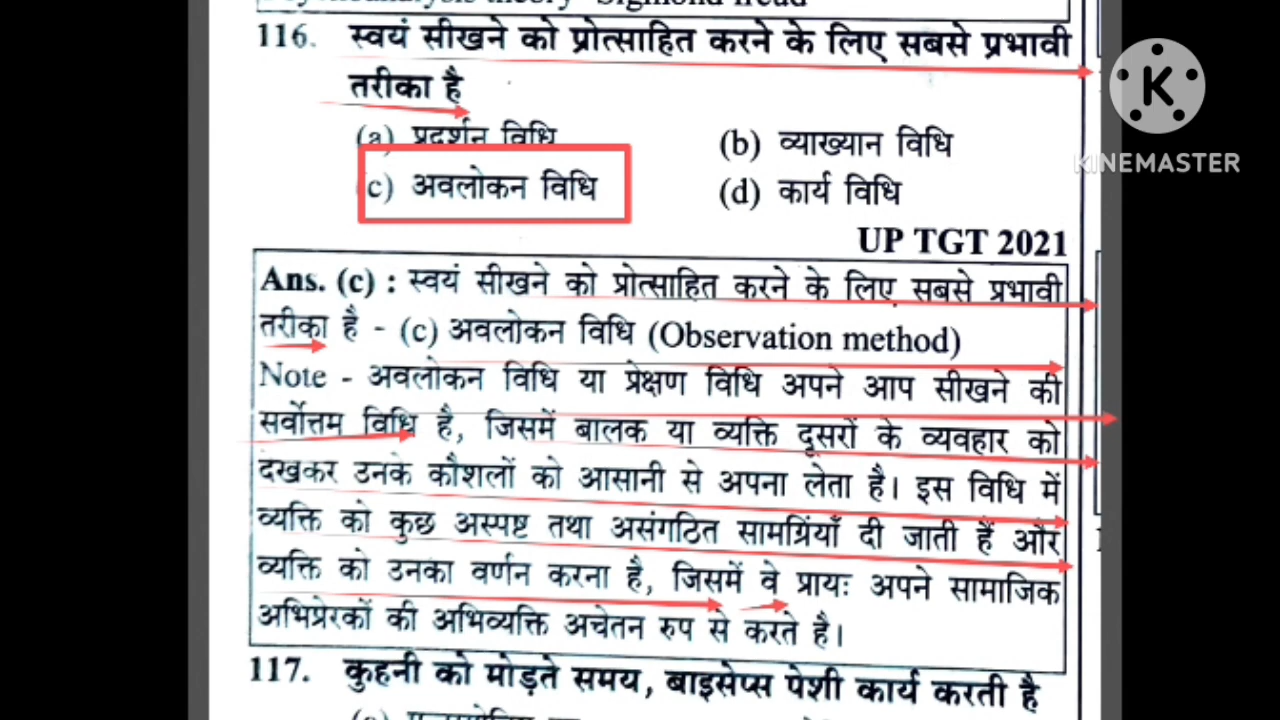 116. स्वयं सीखने को प्रोत्साहित करने के लिए सबसे प्रभावी
तरीका है
(a) प्रदर्शन विधि (b) व्याख्यान विधि
(c) अवलोकन विधि (d) कार्य विधि
UP TGT 2021
Ans. (c) : स्वयं सीखने को प्रोत्साहित करने के लिए सबसे प्रभावी
तरीका है - (c) अवलोकन विधि (Observation method)
Note - अवलोकन विधि या प्रेक्षण विधि अपने आप सीखने की
सर्वोत्तम विधि है, जिसमें बालक या व्यक्ति दूसरों के व्यवहार को
देखकर उनके कौशलों को आसानी से अपना लेता है। इस विधि में
व्यक्ति को कुछ अस्पष्ट तथा असंगठित सामग्रियाँ दी जाती हैं और
व्यक्ति को उनका वर्णन करना है, जिसमें वे प्रायः अपने सामाजिक
अभिप्रेरकों की अभिव्यक्ति अचेतन रुप से करते है।
117. कुहनी को मोड़ते समय, बाइसेप्स पेशी कार्य करती है
KINEMASTER